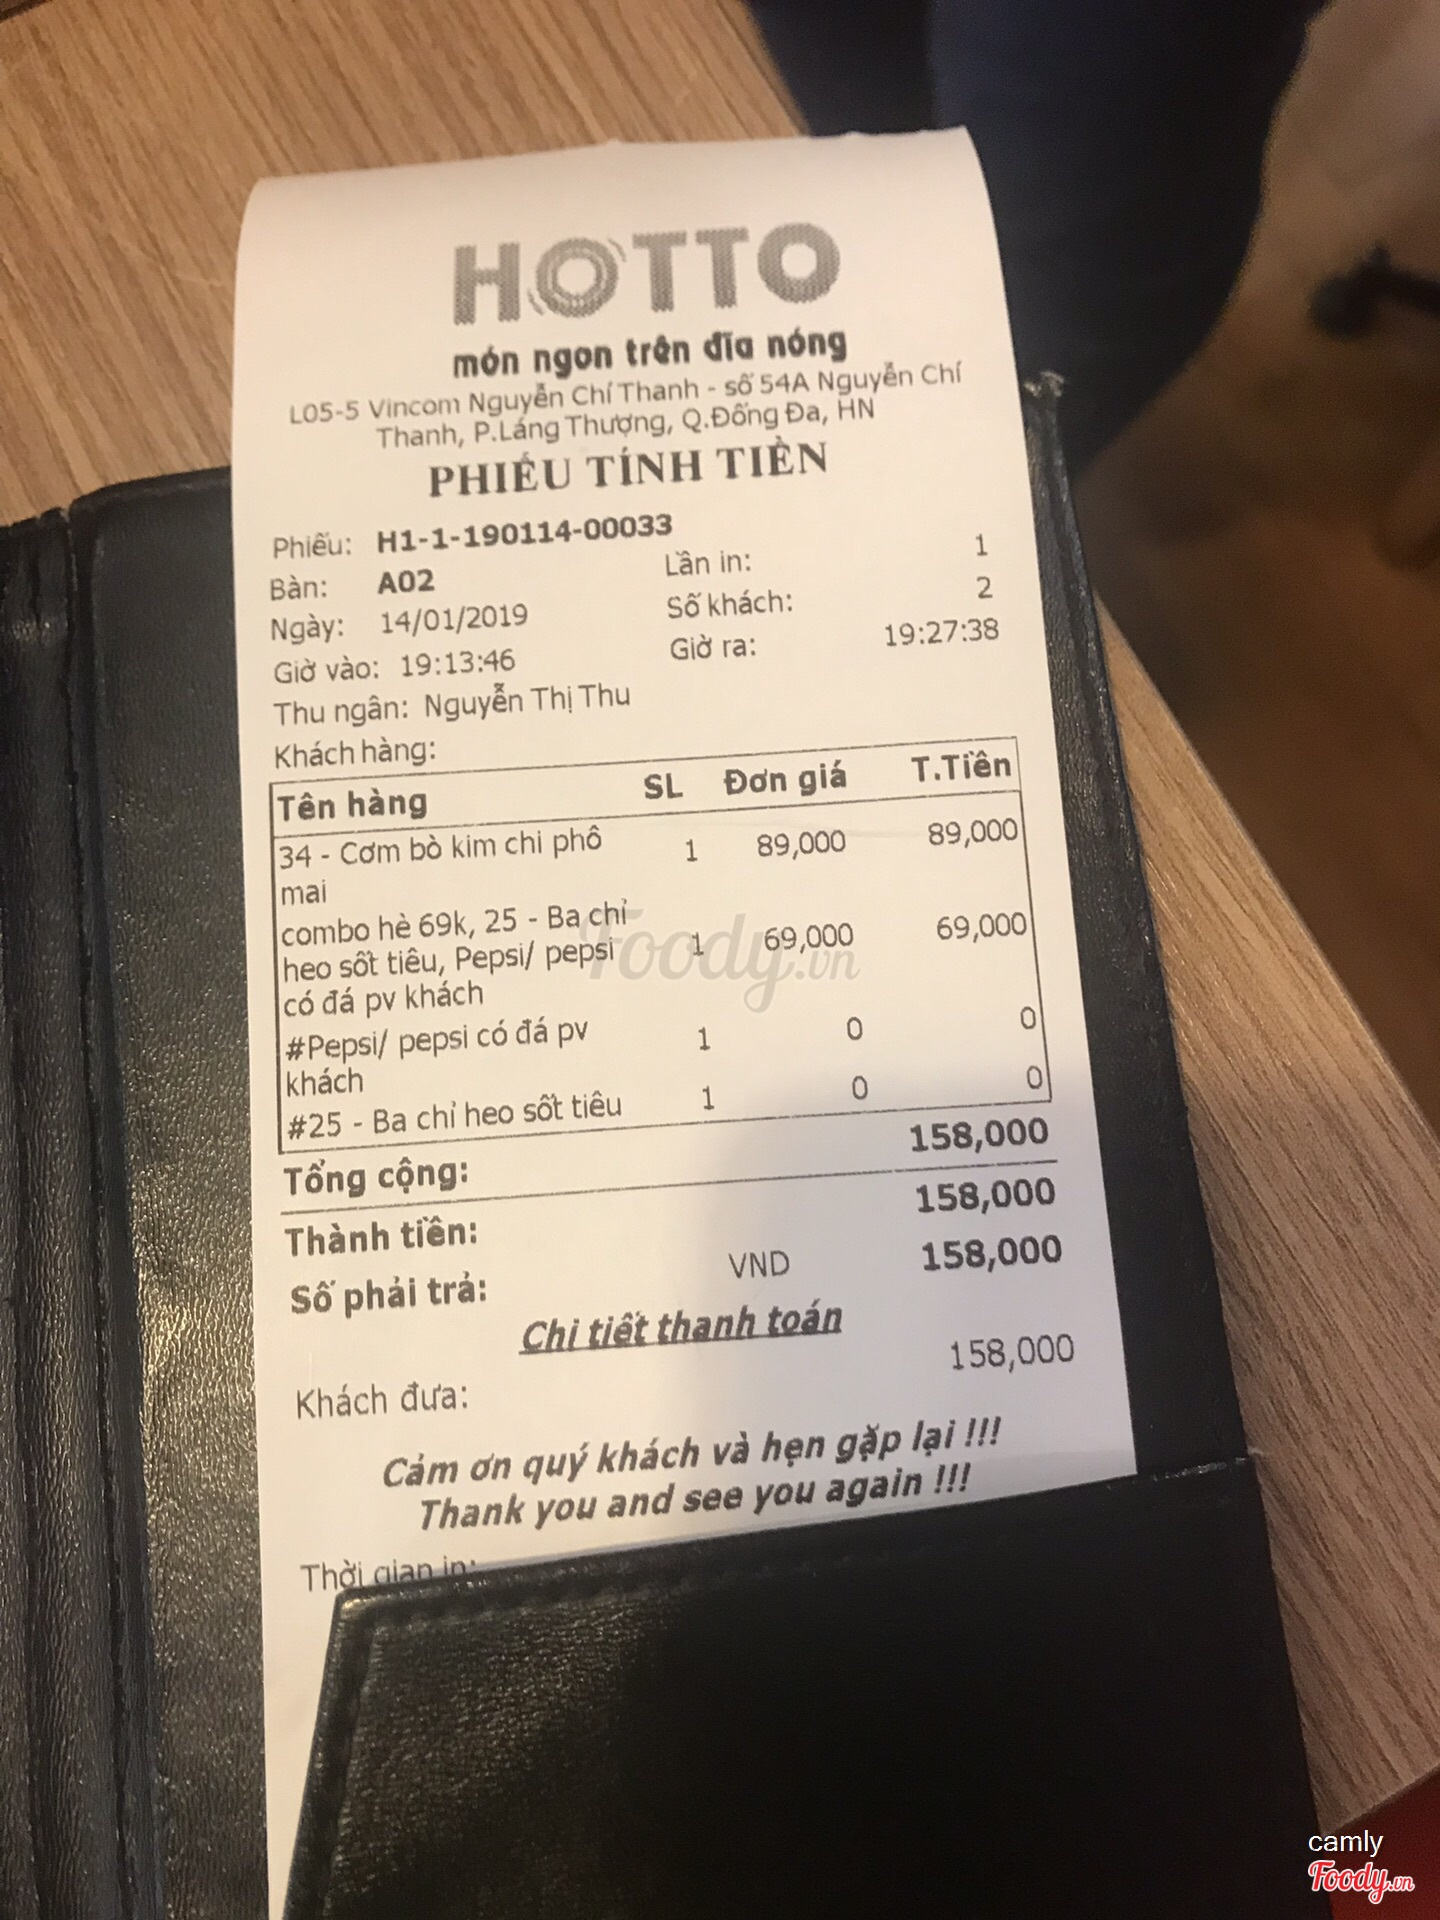 HOTTO
món ngon trên đĩa nóng
L05-5 Vincom Nguyễn Chí Thanh - số 54A Nguyễn Chí
Thanh, P.Láng Thượng, Q.Đống Đa, HN
PHIẾU TÍNH TIỀN
Phiếu: H1-1-190114-00033
Bàn: A02 Lần in: 1
Ngày: 14/01/2019 Số khách: 2
Giờ vào: 19:13:46 Giờ ra: 19:27:38
Thu ngân: Nguyễn Thị Thu
Khách hàng:
Tên hàng SL Đơn giá T.Tiền
34 - Cơm bò kim chi phô 1 89,000 89,000
mai
combo hè 69k, 25 - Ba chỉ
heo sốt tiêu, Pepsi/ pepsi 1 69,000 69,000
có đá pv khách
#Pepsi/ pepsi có đá pv 1 0 0
khách
#25 - Ba chỉ heo sốt tiêu 1 0 0
Tổng cộng: 158,000
Thành tiền: 158,000
Số phải trả: VND 158,000
Chi tiết thanh toán
Khách đưa: 158,000
Cảm ơn quý khách và hẹn gặp lại !!!
Thank you and see you again !!!
Thời gian in:
Foody.vn
camly
Foody.vn